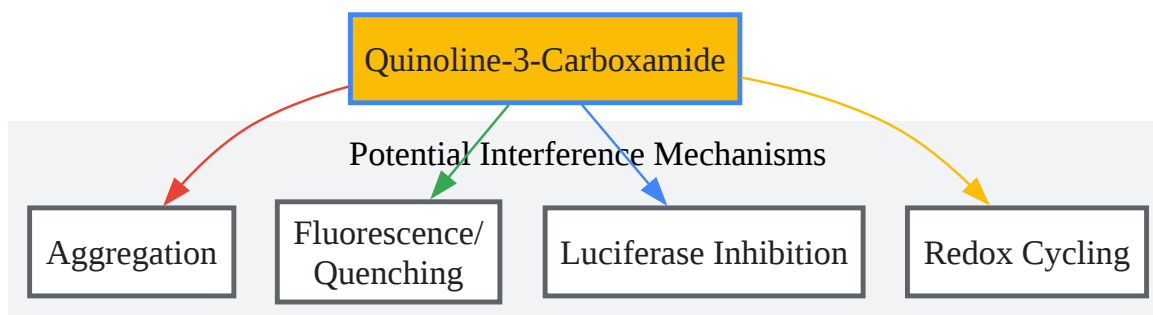 Quinoline-3-Carboxamide
Potential Interference Mechanisms
Aggregation
Fluorescence/
Quenching
Luciferase Inhibition
Redox Cycling